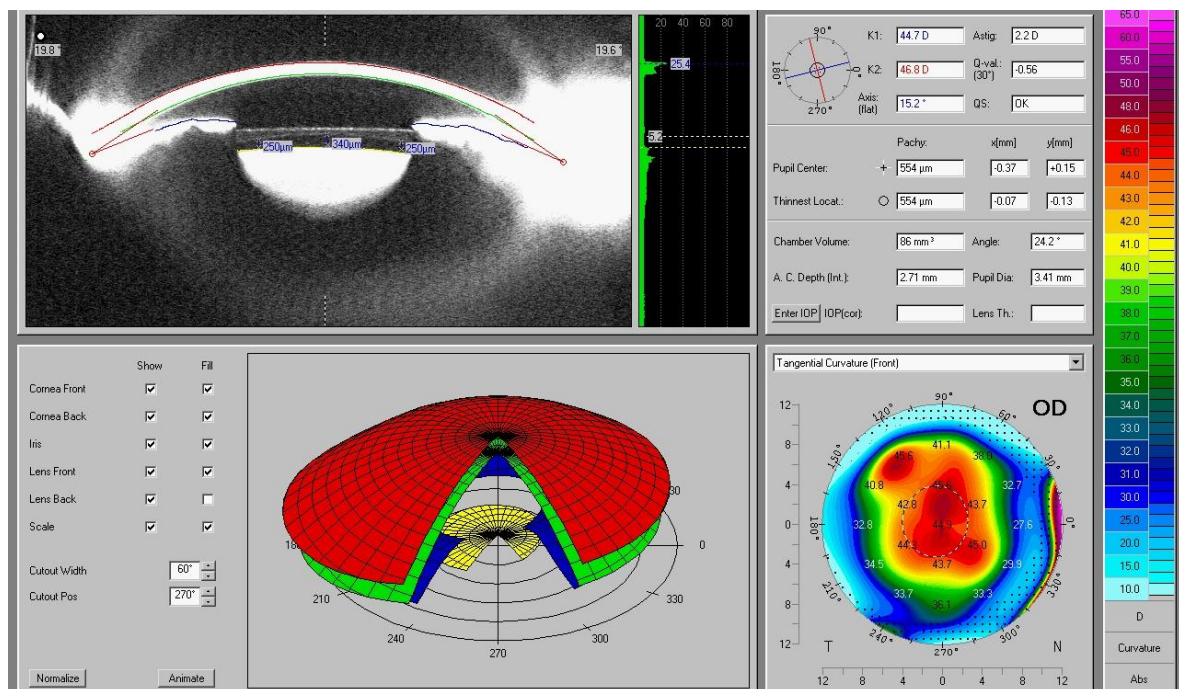 19.8 °
19.6 °
20 40 60 80
25.4
5.2
250µm
340µm
250µm
90°
180°
0°
270°
K1: 44.7 D Astig: 2.2 D
K2: 46.8 D Q-val.: (30°) -0.56
Axis: (flat) 15.2 ° QS: OK
Pachy: x[mm] y[mm]
Pupil Center: + 554 µm -0.37 +0.15
Thinnest Locat.: O 554 µm -0.07 -0.13
Chamber Volume: 86 mm³ Angle: 24.2 °
A. C. Depth (Int.): 2.71 mm Pupil Dia: 3.41 mm
Enter IOP IOP(cor): Lens Th.:
Show Fill
Cornea Front
Cornea Back
Iris
Lens Front
Lens Back
Scale
Cutout Width 60°
Cutout Pos 270°
Normalize Animate
30
0
330
300
270
240
210
Tangential Curvature (Front)
OD
90°
120° 60°
150° 30°
180° 0°
210° 330°
240° 300°
270°
12
8
4
0
4
8
12
45.6 41.1 38.0
40.8 32.7
42.8 43.7
32.8 44.9 27.6
44.3 45.0
34.5 43.7 29.9
33.7 33.3
36.1
T N
12 8 4 0 4 8 12
65.0
60.0
55.0
50.0
48.0
46.0
45.0
44.0
43.0
42.0
41.0
40.0
39.0
38.0
37.0
36.0
35.0
34.0
33.0
32.0
31.0
30.0
25.0
20.0
15.0
10.0
D
Curvature
Abs